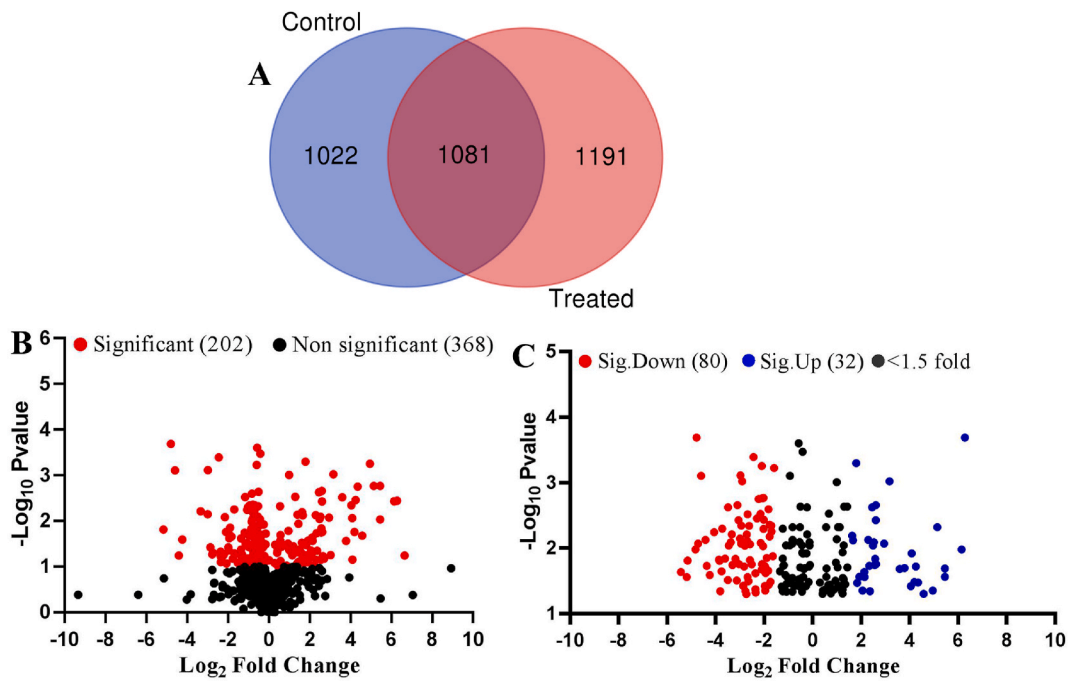 Control
A
1022 1081 1191
Treated
B
Significant (202) Non significant (368)
6
5
4
3
2
1
0
-Log10 Pvalue
-10 -8 -6 -4 -2 0 2 4 6 8 10
Log2 Fold Change
C
Sig.Down (80) Sig.Up (32) <1.5 fold
5
4
3
2
1
-Log10 Pvalue
-10 -8 -6 -4 -2 0 2 4 6 8 10
Log2 Fold Change